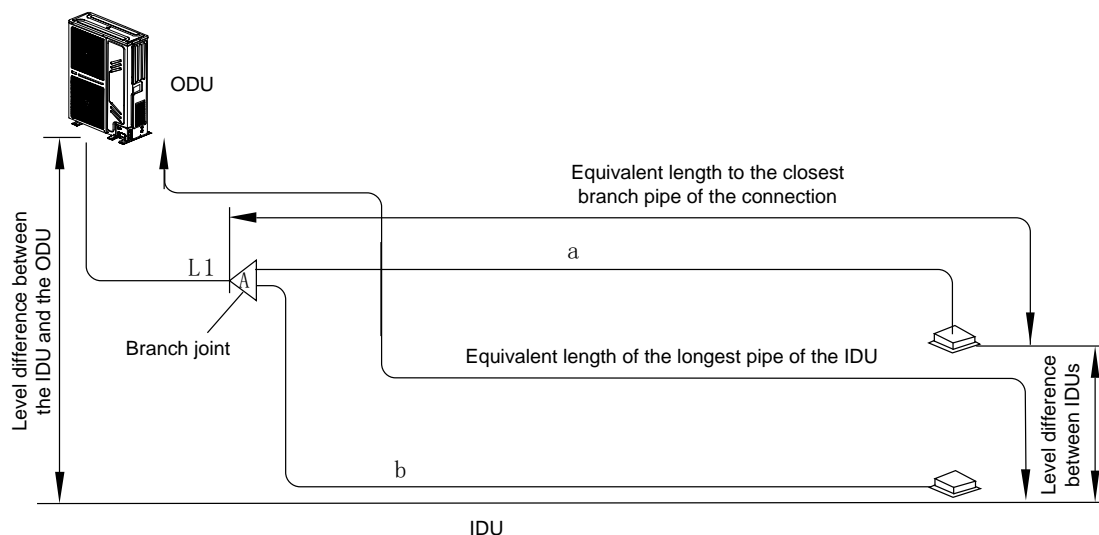 ODU
Equivalent length to the closest
branch pipe of the connection
a
L1
A
Branch joint
Level difference between
the IDU and the ODU
Equivalent length of the longest pipe of the IDU
Level difference
between IDUs
b
IDU